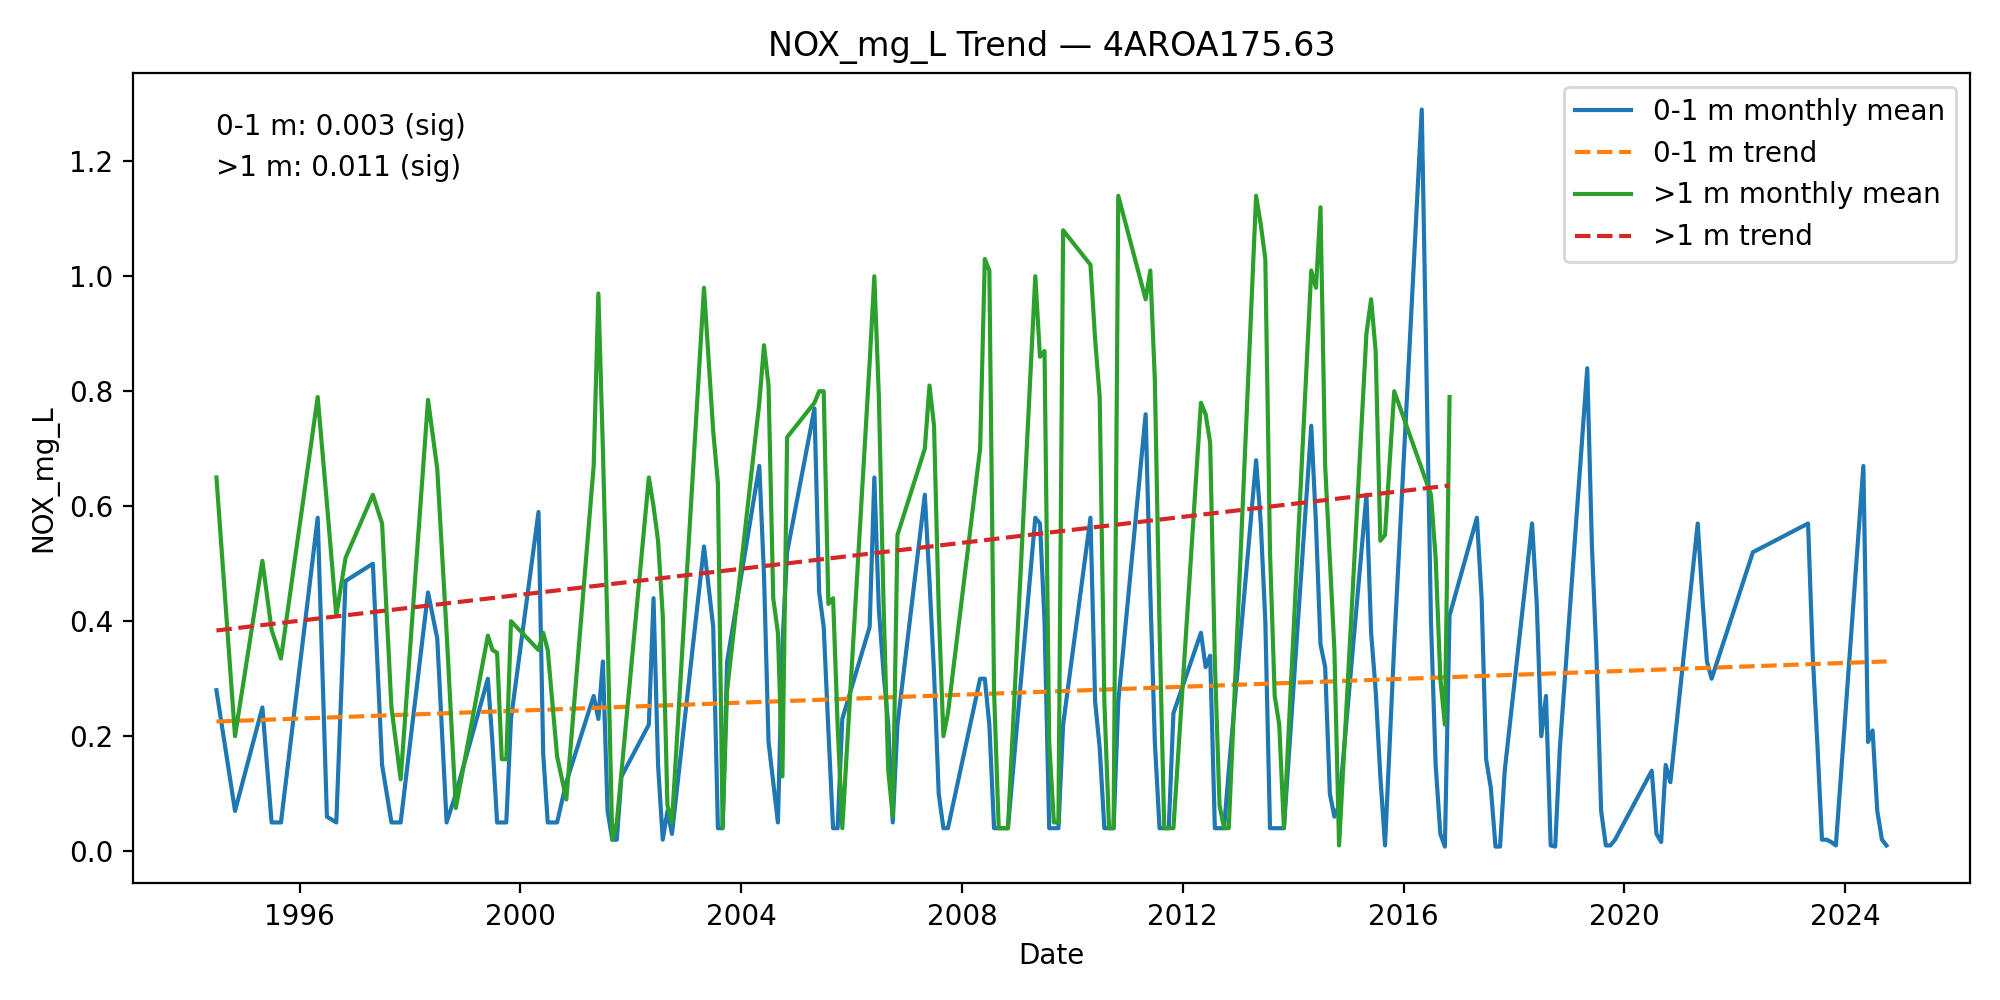 NOX_mg_L Trend — 4AROA175.63
0-1 m: 0.003 (sig)
>1 m: 0.011 (sig)
0-1 m monthly mean
0-1 m trend
>1 m monthly mean
>1 m trend
NOX_mg_L
1.2
1.0
0.8
0.6
0.4
0.2
0.0
1996 2000 2004 2008 2012 2016 2020 2024
Date